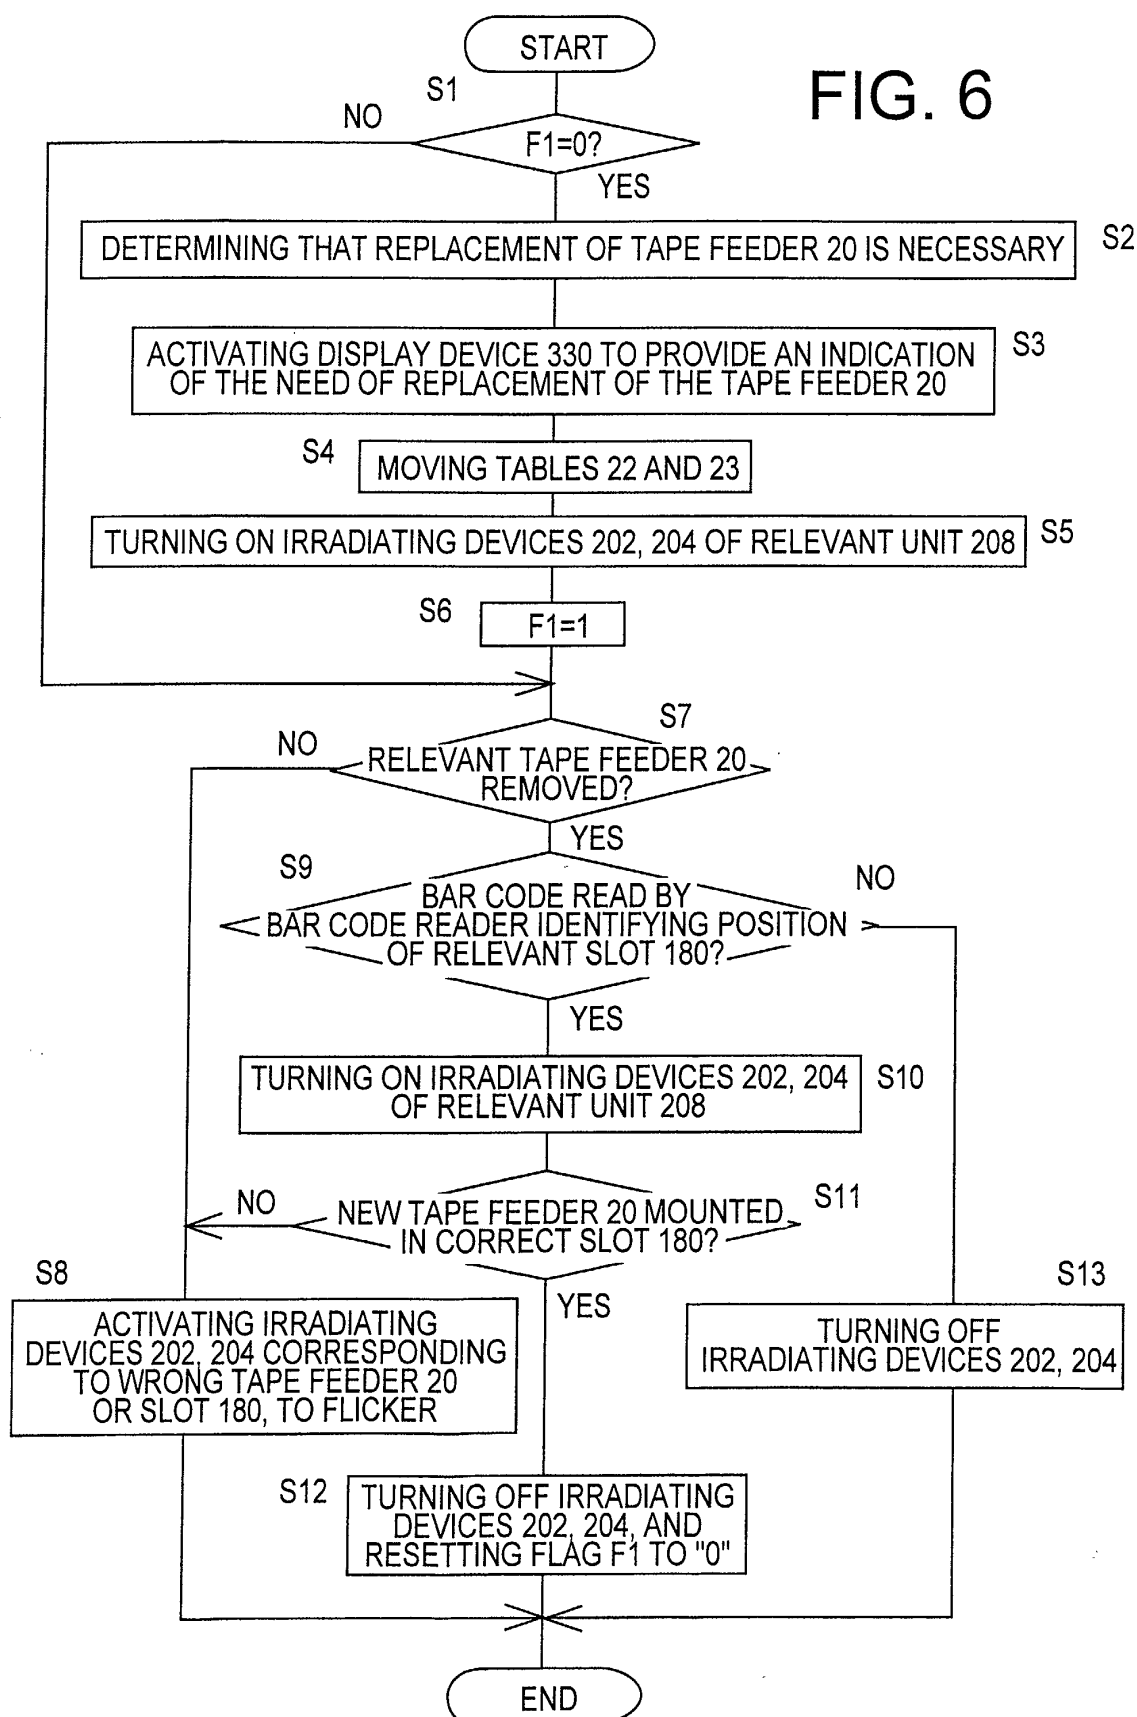 START
FIG. 6
S1
NO
F1=0?
YES
DETERMINING THAT REPLACEMENT OF TAPE FEEDER 20 IS NECESSARY
S2
ACTIVATING DISPLAY DEVICE 330 TO PROVIDE AN INDICATION
OF THE NEED OF REPLACEMENT OF THE TAPE FEEDER 20
S3
S4
MOVING TABLES 22 AND 23
TURNING ON IRRADIATING DEVICES 202, 204 OF RELEVANT UNIT 208
S5
S6
F1=1
S7
NO
RELEVANT TAPE FEEDER 20
REMOVED?
YES
S9
NO
BAR CODE READ BY
BAR CODE READER IDENTIFYING POSITION
OF RELEVANT SLOT 180?
YES
TURNING ON IRRADIATING DEVICES 202, 204
OF RELEVANT UNIT 208
S10
NO
NEW TAPE FEEDER 20 MOUNTED
IN CORRECT SLOT 180?
S11
YES
S8
ACTIVATING IRRADIATING
DEVICES 202, 204 CORRESPONDING
TO WRONG TAPE FEEDER 20
OR SLOT 180, TO FLICKER
S13
TURNING OFF
IRRADIATING DEVICES 202, 204
S12
TURNING OFF IRRADIATING
DEVICES 202, 204, AND
RESETTING FLAG F1 TO "0"
END